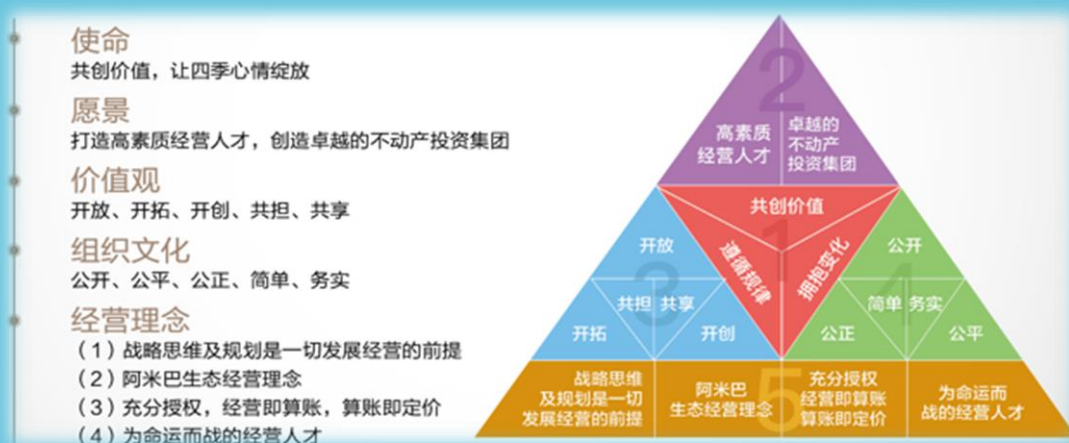 使命
共创价值，让四季心情绽放
愿景
打造高素质经营人才，创造卓越的不动产投资集团
价值观
开放、开拓、开创、共担、共享
组织文化
公开、公平、公正、简单、务实
经营理念
（1）战略思维及规划是一切发展经营的前提
（2）阿米巴生态经营理念
（3）充分授权，经营即算账，算账即定价
（4）为命运而战的经营人才
2
高素质
经营人才
卓越的
不动产
投资集团
1
共创价值
遵循规律
拥抱变化
3
开放
共担
共享
开拓
开创
4
公开
简单
务实
公正
公平
5
战略思维
及规划是一切
发展经营的前提
阿米巴
生态经营理念
充分授权
经营即算账
算账即定价
为命运而
战的经营人才